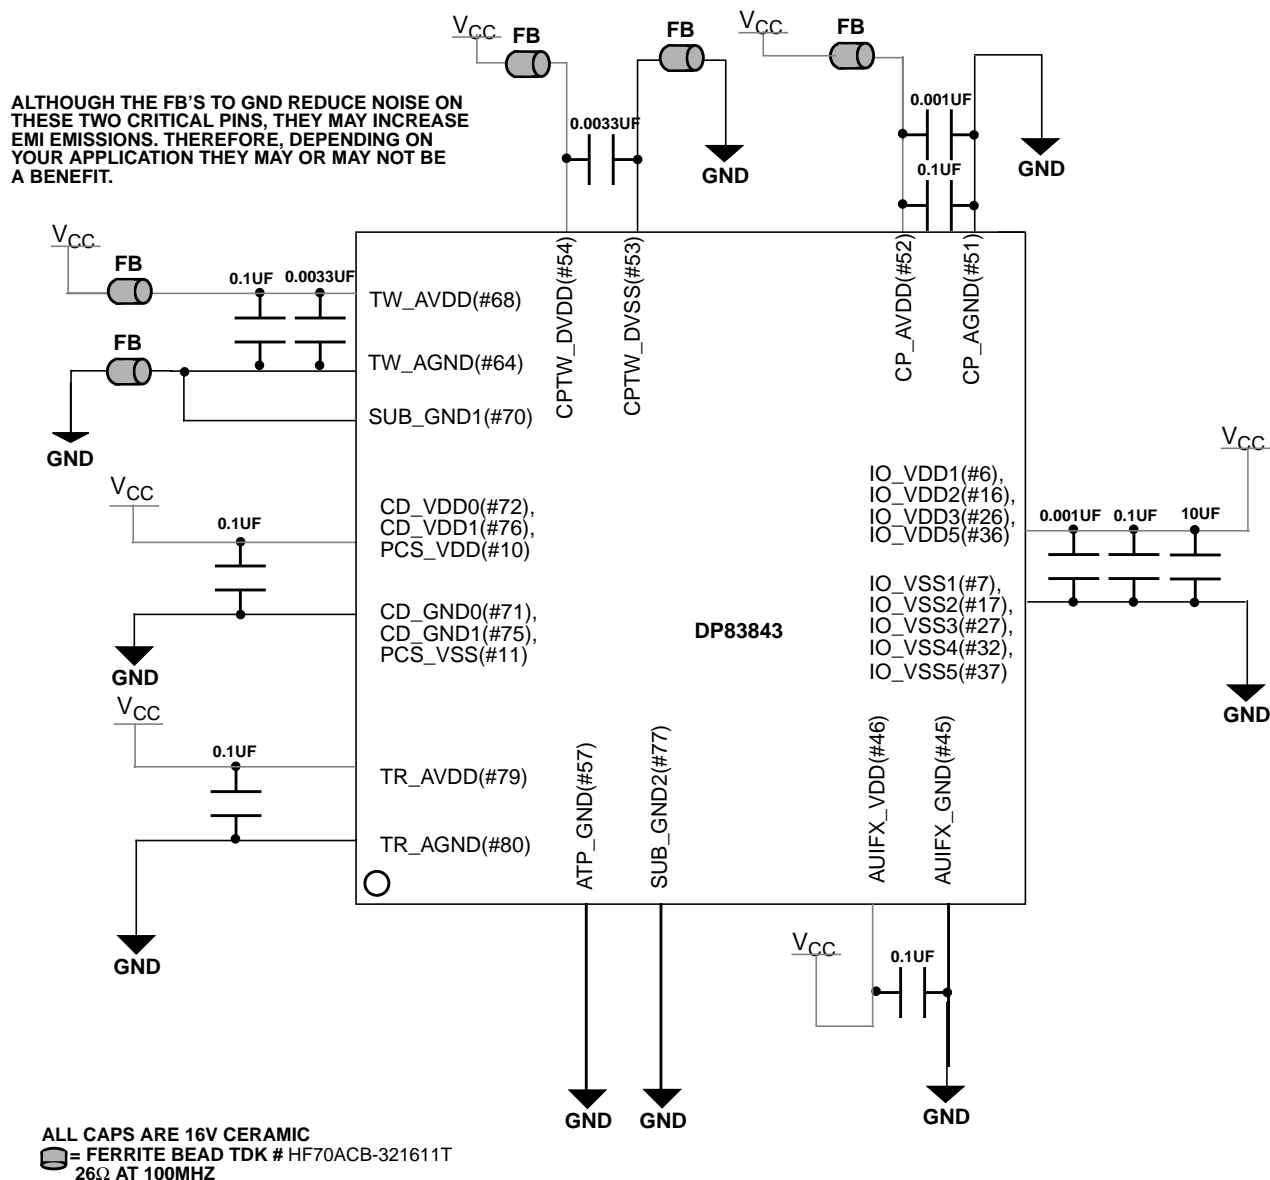 V_CC
FB
FB
V_CC
FB
ALTHOUGH THE FB'S TO GND REDUCE NOISE ON
THESE TWO CRITICAL PINS, THEY MAY INCREASE
EMI EMISSIONS. THEREFORE, DEPENDING ON
YOUR APPLICATION THEY MAY OR MAY NOT BE
A BENEFIT.
0.0033UF
GND
0.001UF
0.1UF
GND
V_CC
FB
0.1UF
0.0033UF
TW_AVDD(#68)
FB
TW_AGND(#64)
SUB_GND1(#70)
GND
CPTW_DVDD(#54)
CPTW_DVSS(#53)
CP_AVDD(#52)
CP_AGND(#51)
V_CC
0.1UF
CD_VDD0(#72),
CD_VDD1(#76),
PCS_VDD(#10)
CD_GND0(#71),
CD_GND1(#75),
PCS_VSS(#11)
GND
DP83843
V_CC
IO_VDD1(#6),
IO_VDD2(#16),
IO_VDD3(#26),
IO_VDD5(#36)
0.001UF
0.1UF
10UF
IO_VSS1(#7),
IO_VSS2(#17),
IO_VSS3(#27),
IO_VSS4(#32),
IO_VSS5(#37)
GND
V_CC
0.1UF
TR_AVDD(#79)
TR_AGND(#80)
GND
ATP_GND(#57)
SUB_GND2(#77)
AUIFX_VDD(#46)
AUIFX_GND(#45)
V_CC
0.1UF
GND
GND
GND
ALL CAPS ARE 16V CERAMIC
= FERRITE BEAD TDK # HF70ACB-321611T
26Ω AT 100MHZ